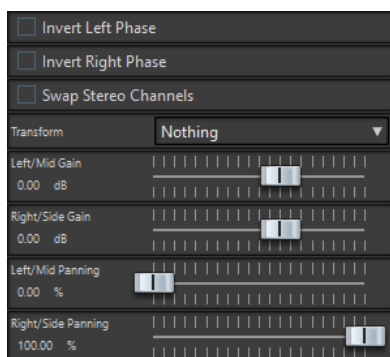 Invert Left Phase
Invert Right Phase
Swap Stereo Channels
Transform Nothing
Left/Mid Gain
0.00 dB
Right/Side Gain
0.00 dB
Left/Mid Panning
0.00 %
Right/Side Panning
100.00 %